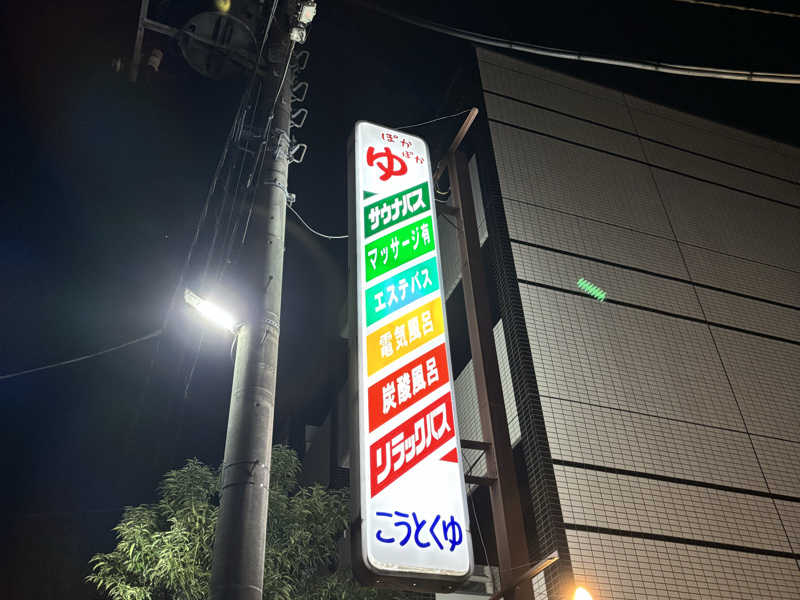 ぽかぽか
ゆ
サウナバス
マッサージ有
エステバス
電気風呂
炭酸風呂
リラックバス
こうとくゆ